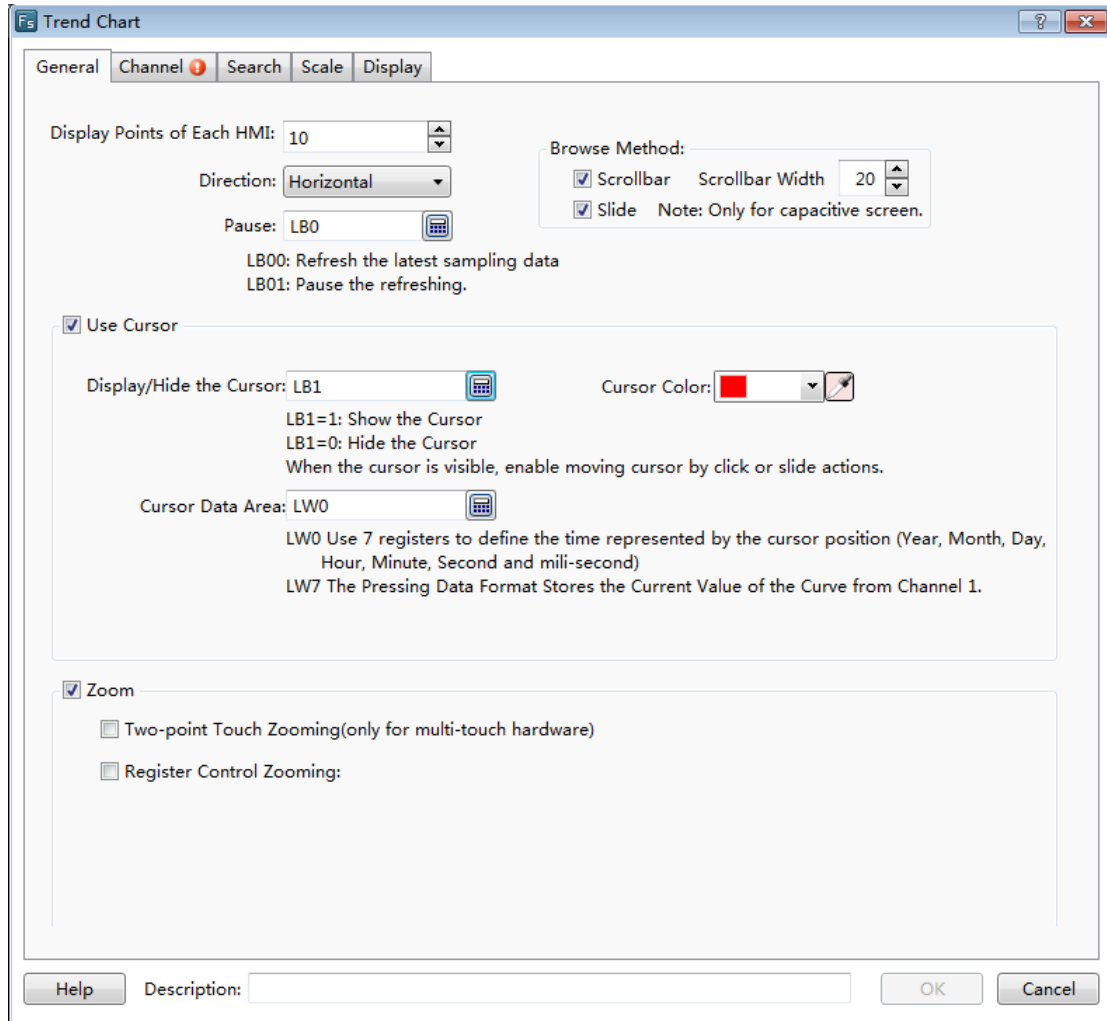 Fs Trend Chart
General Channel Search Scale Display
Display Points of Each HMI: 10
Direction: Horizontal
Pause: LB0
LB00: Refresh the latest sampling data
LB01: Pause the refreshing.
Browse Method:
Scrollbar Scrollbar Width 20
Slide Note: Only for capacitive screen.
Use Cursor
Display/Hide the Cursor: LB1 Cursor Color:
LB1=1: Show the Cursor
LB1=0: Hide the Cursor
When the cursor is visible, enable moving cursor by click or slide actions.
Cursor Data Area: LW0
LW0 Use 7 registers to define the time represented by the cursor position (Year, Month, Day,
Hour, Minute, Second and mili-second)
LW7 The Pressing Data Format Stores the Current Value of the Curve from Channel 1.
Zoom
Two-point Touch Zooming(only for multi-touch hardware)
Register Control Zooming:
Help Description: OK Cancel